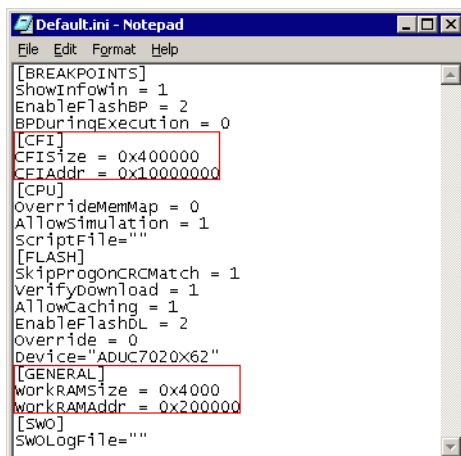 Default.ini - Notepad
File Edit Format Help
[BREAKPOINTS]
ShowInfoWin = 1
EnableFlashBP = 2
BPDuringExecution = 0
[CFI]
CFISize = 0x400000
CFIAddr = 0x10000000
[CPU]
OverrideMemMap = 0
AllowSimulation = 1
ScriptFile=""
[FLASH]
SkipProgOnCRCMatch = 1
VerifyDownload = 1
AllowCaching = 1
EnableFlashDL = 2
Override = 0
Device="ADUC7020X62"
[GENERAL]
WorkRAMSize = 0x4000
WorkRAMAddr = 0x200000
[SWO]
SWOLogFile=""